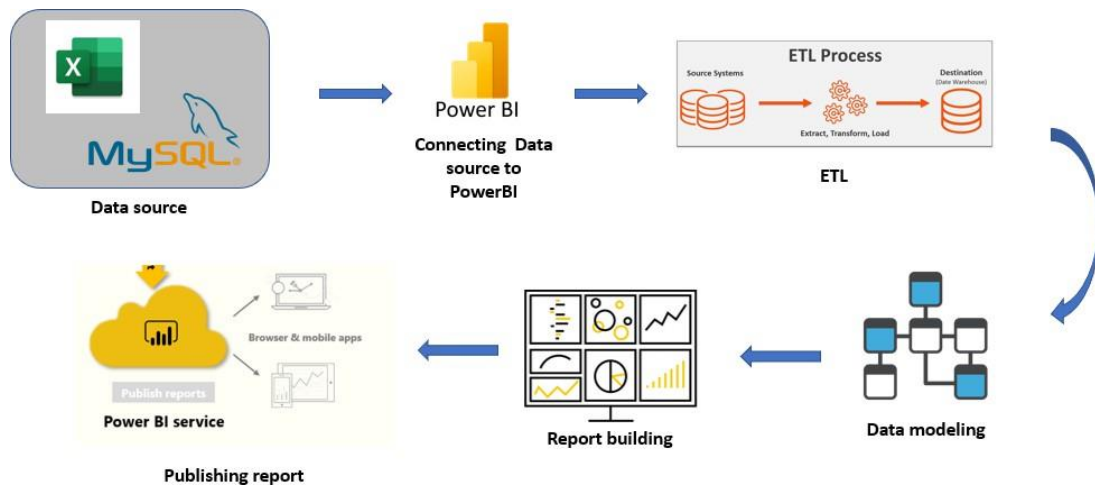 X
MySQL®
Data source
Power BI
Connecting Data
source to
PowerBI
ETL Process
Source Systems
Extract, Transform, Load
Destination
(Date Warehouse)
ETL
Data modeling
Report building
Browser & mobile apps
Publish reports
Power BI service
Publishing report